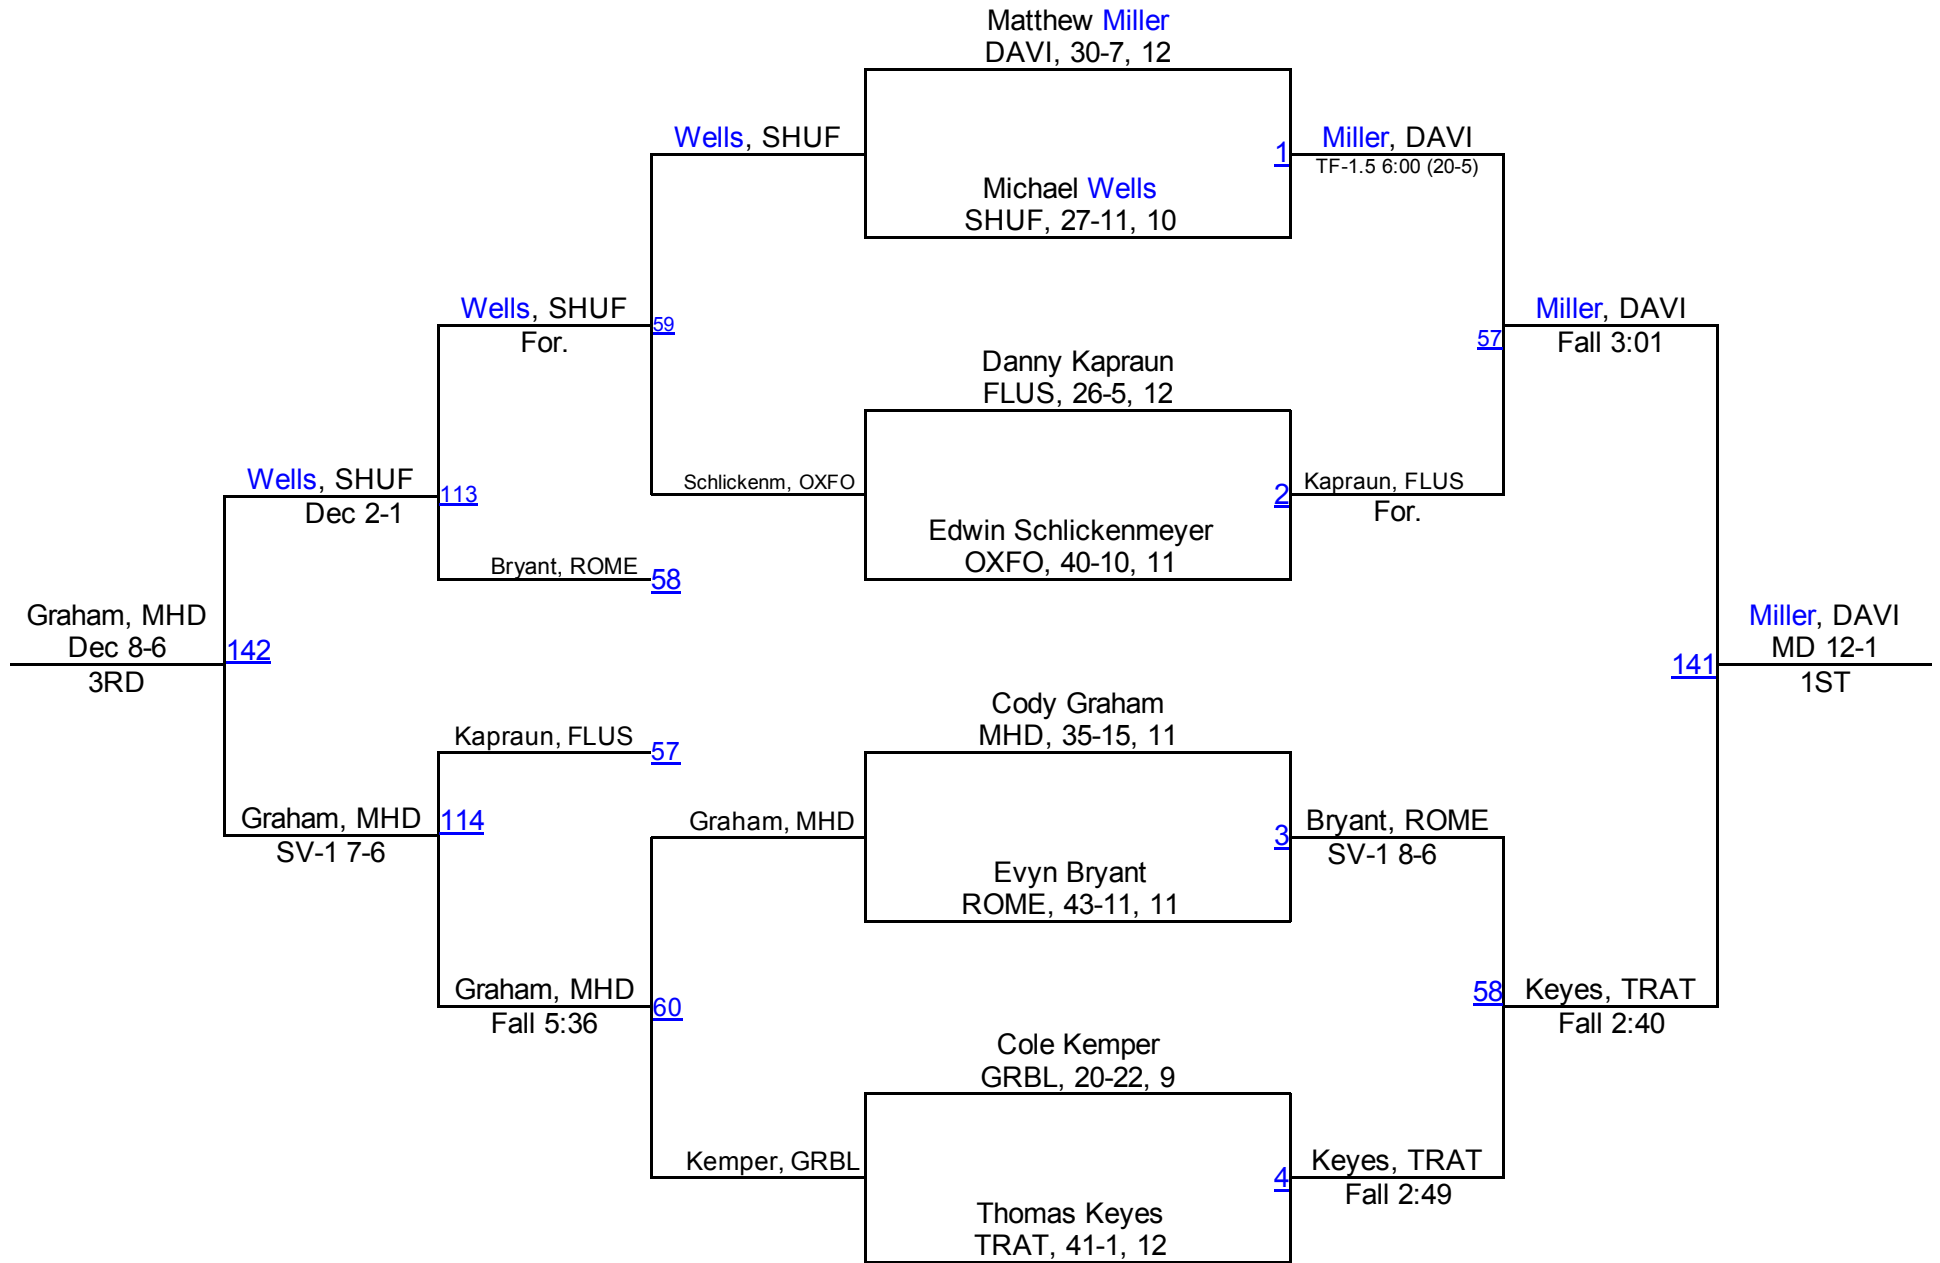 Matthew Miller
DAVI, 30-7, 12
Wells, SHUF
1
Miller, DAVI
TF-1.5 6:00 (20-5)
Michael Wells
SHUF, 27-11, 10
Wells, SHUF
For.
59
Miller, DAVI
Fall 3:01
57
Danny Kapraun
FLUS, 26-5, 12
Wells, SHUF
Dec 2-1
113
Schlickenm, OXFO
2
Kapraun, FLUS
For.
Edwin Schlickenmeyer
OXFO, 40-10, 11
Bryant, ROME
58
Graham, MHD
Dec 8-6
3RD
142
Miller, DAVI
MD 12-1
1ST
141
Cody Graham
MHD, 35-15, 11
Kapraun, FLUS
57
Graham, MHD
SV-1 7-6
114
Graham, MHD
3
Bryant, ROME
SV-1 8-6
Evyn Bryant
ROME, 43-11, 11
Graham, MHD
Fall 5:36
60
58
Keyes, TRAT
Fall 2:40
Cole Kemper
GRBL, 20-22, 9
Kemper, GRBL
4
Keyes, TRAT
Fall 2:49
Thomas Keyes
TRAT, 41-1, 12